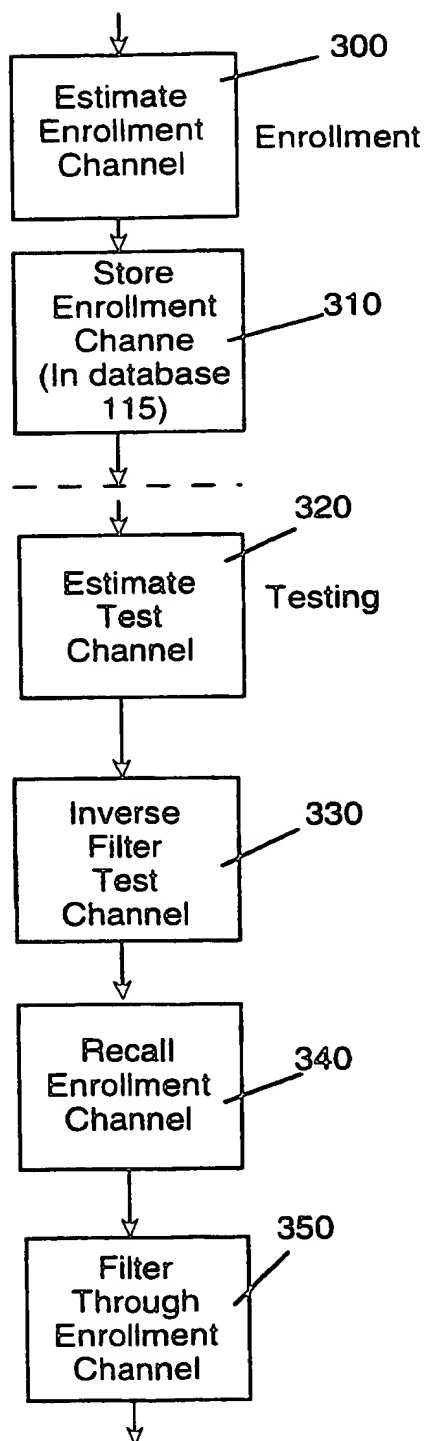 300
Estimate
Enrollment
Channel
Enrollment
310
Store
Enrollment
Channe
(In database
115)
320
Estimate
Test
Channel
Testing
330
Inverse
Filter
Test
Channel
340
Recall
Enrollment
Channel
350
Filter
Through
Enrollment
Channel